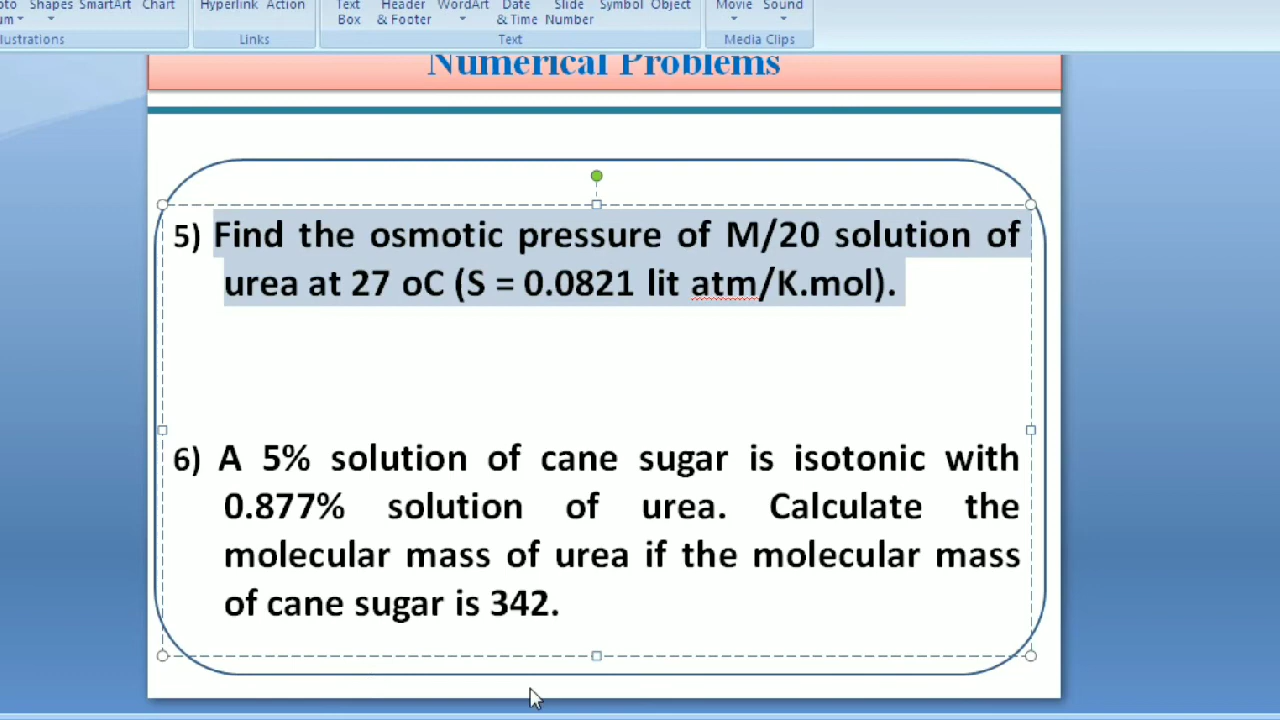 Shapes SmartArt Chart Hyperlink Action Text Header WordArt Date Slide Symbol Object Movie Sound
Box & Footer & Time Number
Links Text Media Clips
Numerical Problems
5) Find the osmotic pressure of M/20 solution of
urea at 27 oC (S = 0.0821 lit atm/K.mol).
6) A 5% solution of cane sugar is isotonic with
0.877% solution of urea. Calculate the
molecular mass of urea if the molecular mass
of cane sugar is 342.